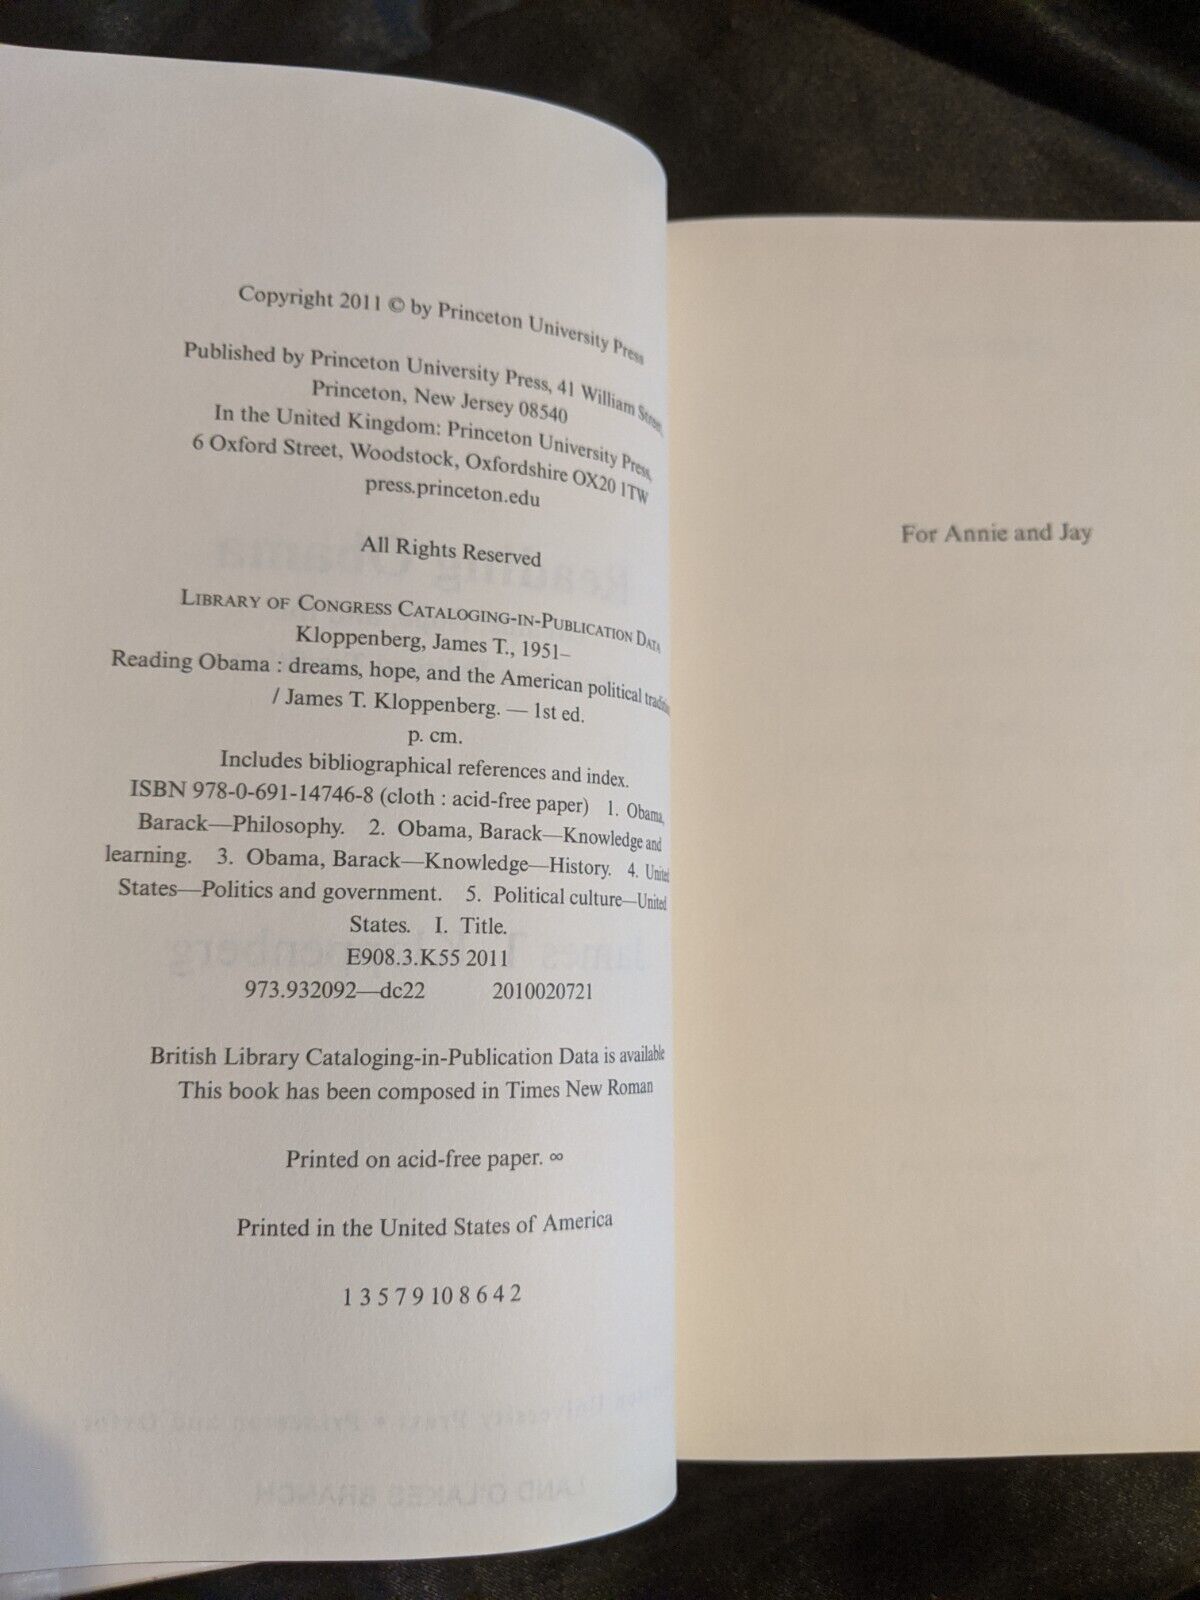 Copyright 2011 © by Princeton University Press
Published by Princeton University Press, 41 William Street,
Princeton, New Jersey 08540
In the United Kingdom: Princeton University Press,
6 Oxford Street, Woodstock, Oxfordshire OX20 1TW
press.princeton.edu
All Rights Reserved
Library of Congress Cataloging-in-Publication Data
Kloppenberg, James T., 1951–
Reading Obama : dreams, hope, and the American political tradition
/ James T. Kloppenberg. — 1st ed.
p. cm.
Includes bibliographical references and index.
ISBN 978-0-691-14746-8 (cloth : acid-free paper) 1. Obama,
Barack—Philosophy. 2. Obama, Barack—Knowledge and
learning. 3. Obama, Barack—Knowledge—History. 4. United
States—Politics and government. 5. Political culture—United
States. I. Title.
E908.3.K55 2011
973.932092—dc22 2010020721
British Library Cataloging-in-Publication Data is available
This book has been composed in Times New Roman
Printed on acid-free paper. ∞
Printed in the United States of America
1 3 5 7 9 10 8 6 4 2
For Annie and Jay